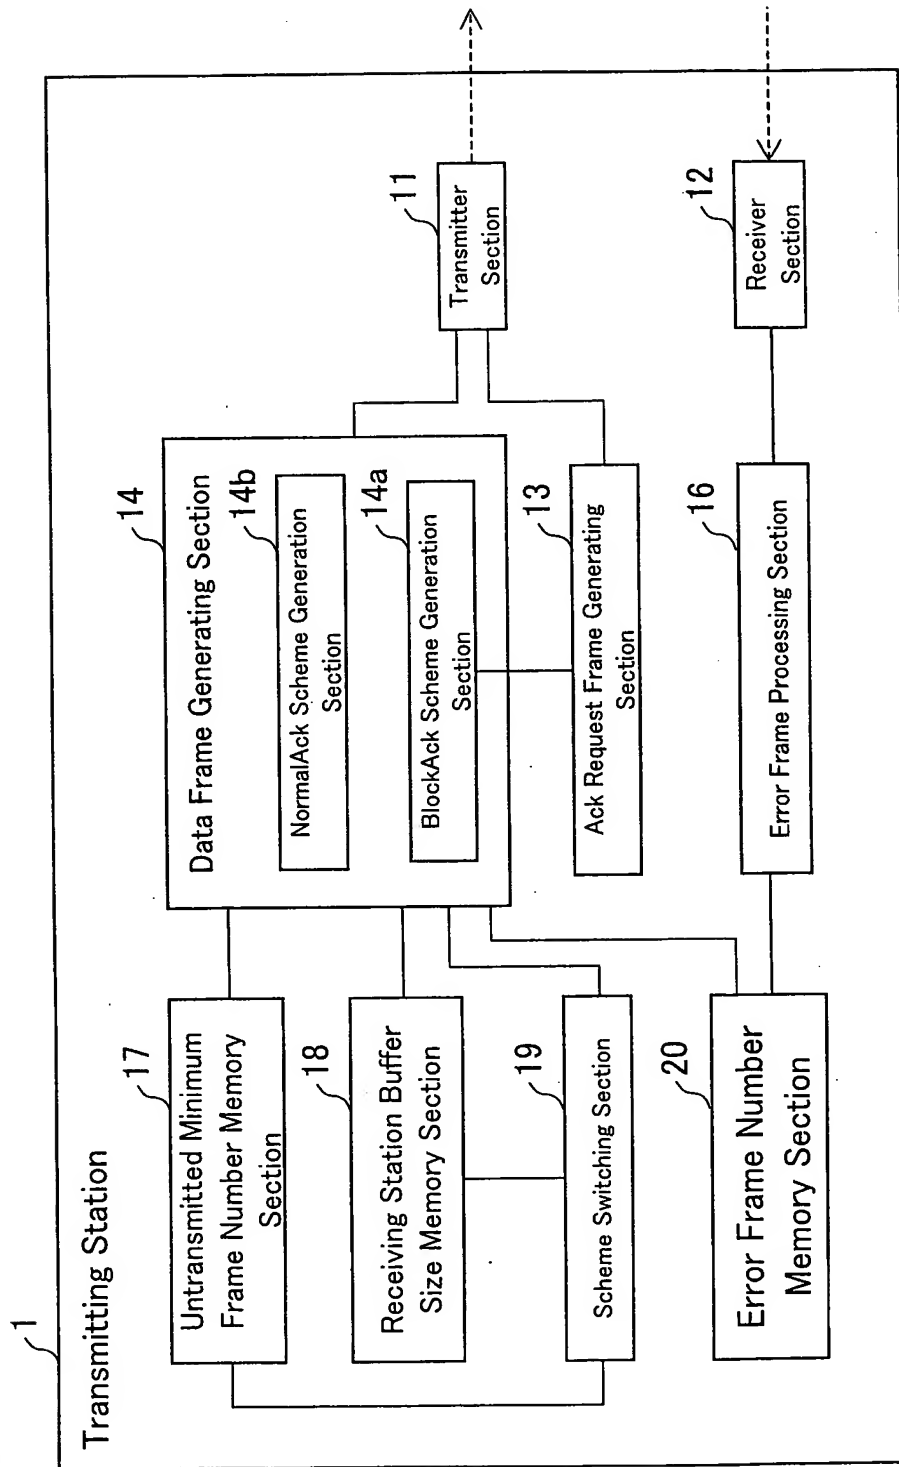 1
Transmitting Station
17
Untransmitted Minimum
Frame Number Memory
Section
18
Receiving Station Buffer
Size Memory Section
19
Scheme Switching Section
20
Error Frame Number
Memory Section
14
Data Frame Generating Section
14b
NormalAck Scheme Generation
Section
14a
BlockAck Scheme Generation
Section
13
Ack Request Frame Generating
Section
16
Error Frame Processing Section
11
Transmitter
Section
12
Receiver
Section